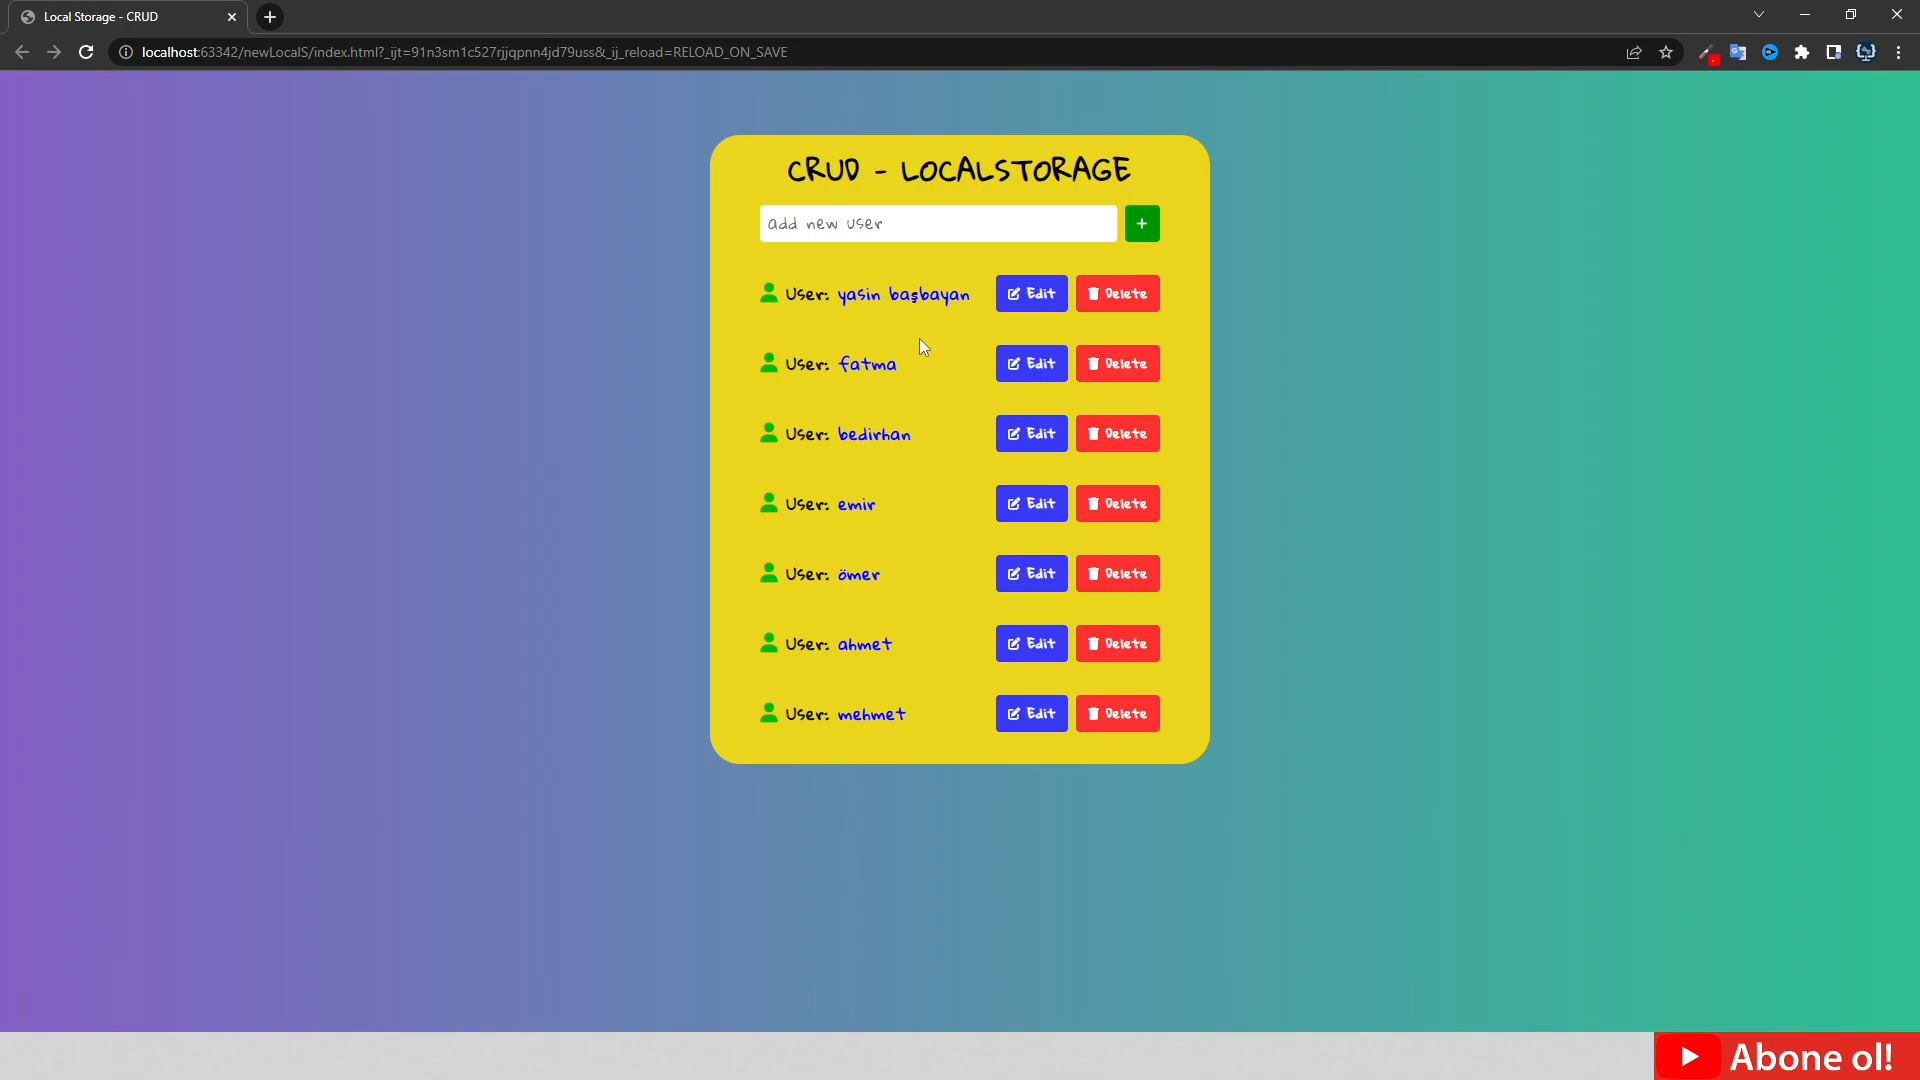 Local Storage - CRUD
localhost:63342/newLocalS/index.html?_ijt=91n3sm1c527rjjqpnn4jd79uss&_ij_reload=RELOAD_ON_SAVE
CRUD - LOCALSTORAGE
add new user
+
User: yasin başbayan Edit Delete
User: fatma Edit Delete
User: bedirhan Edit Delete
User: emir Edit Delete
User: ömer Edit Delete
User: ahmet Edit Delete
User: mehmet Edit Delete
Abone ol!